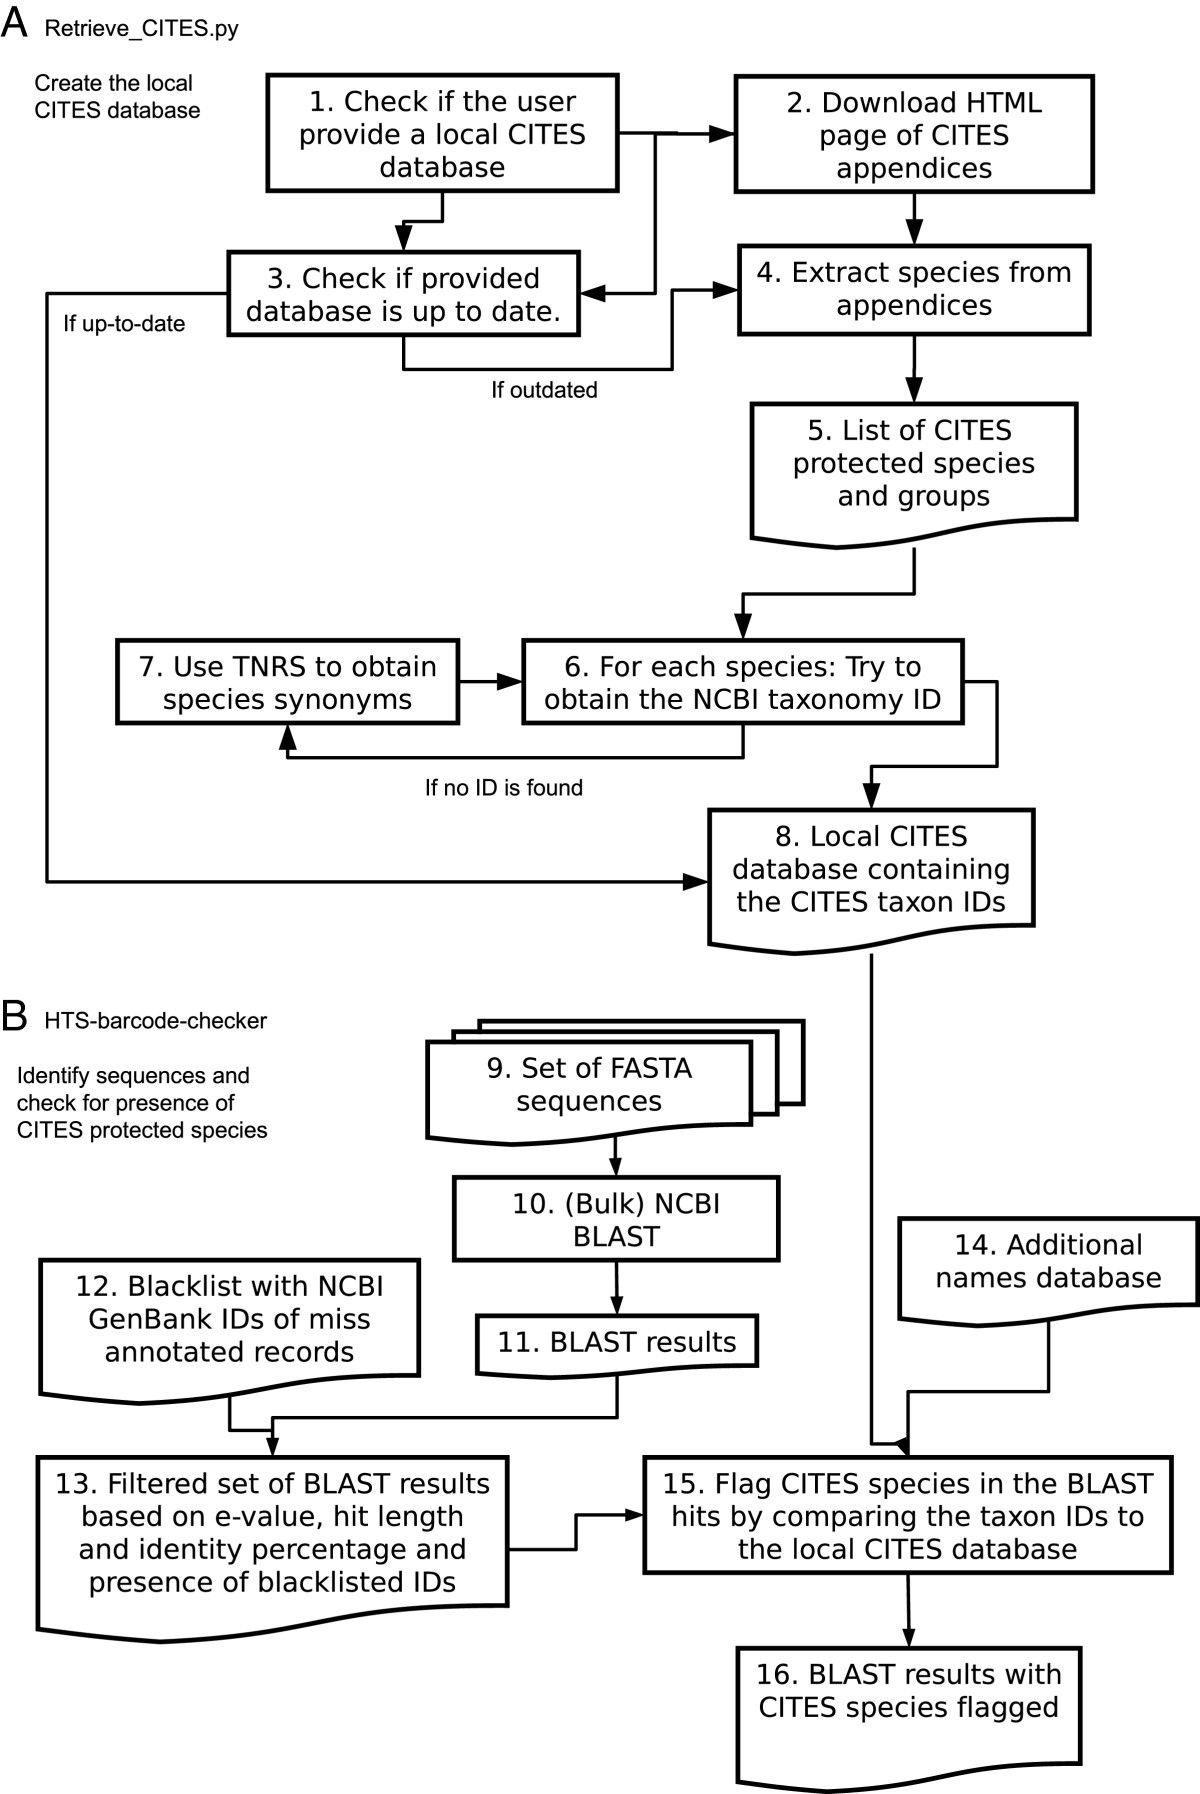 A Retrieve_CITES.py
Create the local
CITES database
1. Check if the user
provide a local CITES
database
2. Download HTML
page of CITES
appendices
3. Check if provided
database is up to date.
4. Extract species from
appendices
If up-to-date
If outdated
5. List of CITES
protected species
and groups
7. Use TNRS to obtain
species synonyms
6. For each species: Try to
obtain the NCBI taxonomy ID
If no ID is found
8. Local CITES
database containing
the CITES taxon IDs
B HTS-barcode-checker
Identify sequences and
check for presence of
CITES protected species
9. Set of FASTA
sequences
10. (Bulk) NCBI
BLAST
11. BLAST results
12. Blacklist with NCBI
GenBank IDs of miss
annotated records
14. Additional
names database
13. Filtered set of BLAST results
based on e-value, hit length
and identity percentage and
presence of blacklisted IDs
15. Flag CITES species in the BLAST
hits by comparing the taxon IDs to
the local CITES database
16. BLAST results with
CITES species flagged